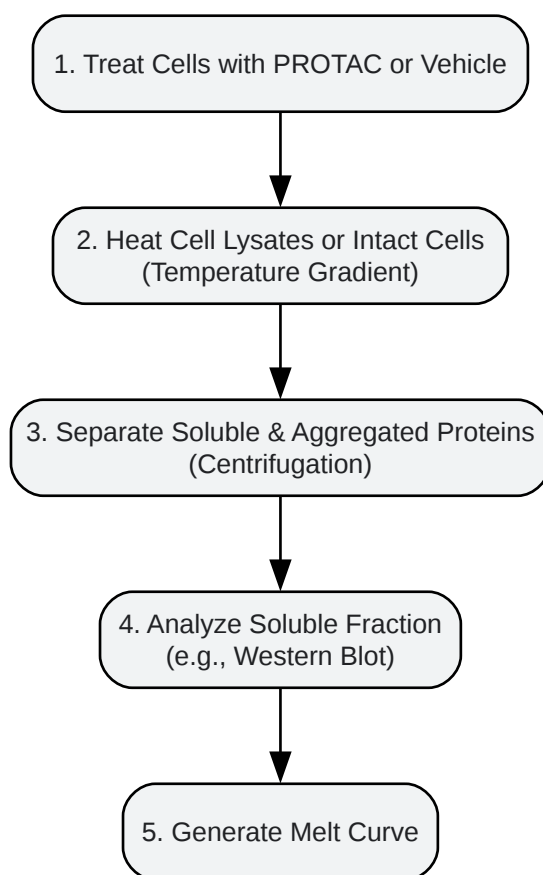 1. Treat Cells with PROTAC or Vehicle
2. Heat Cell Lysates or Intact Cells
(Temperature Gradient)
3. Separate Soluble & Aggregated Proteins
(Centrifugation)
4. Analyze Soluble Fraction
(e.g., Western Blot)
5. Generate Melt Curve